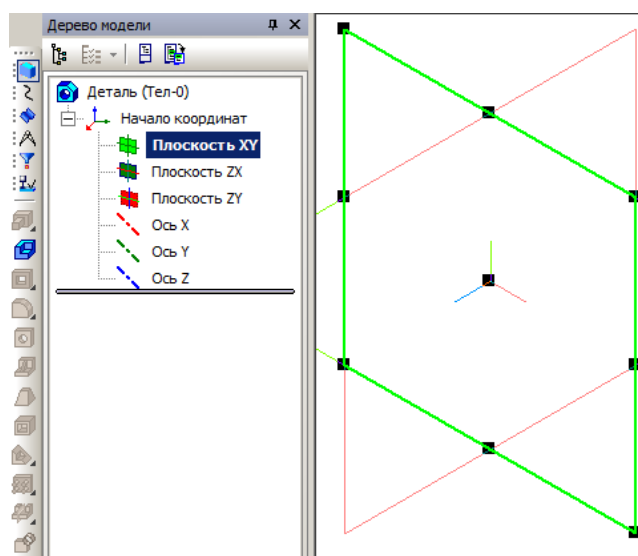 Дерево модели
Деталь (Тел-0)
Начало координат
Плоскость XY
Плоскость ZX
Плоскость ZY
Ось X
Ось Y
Ось Z